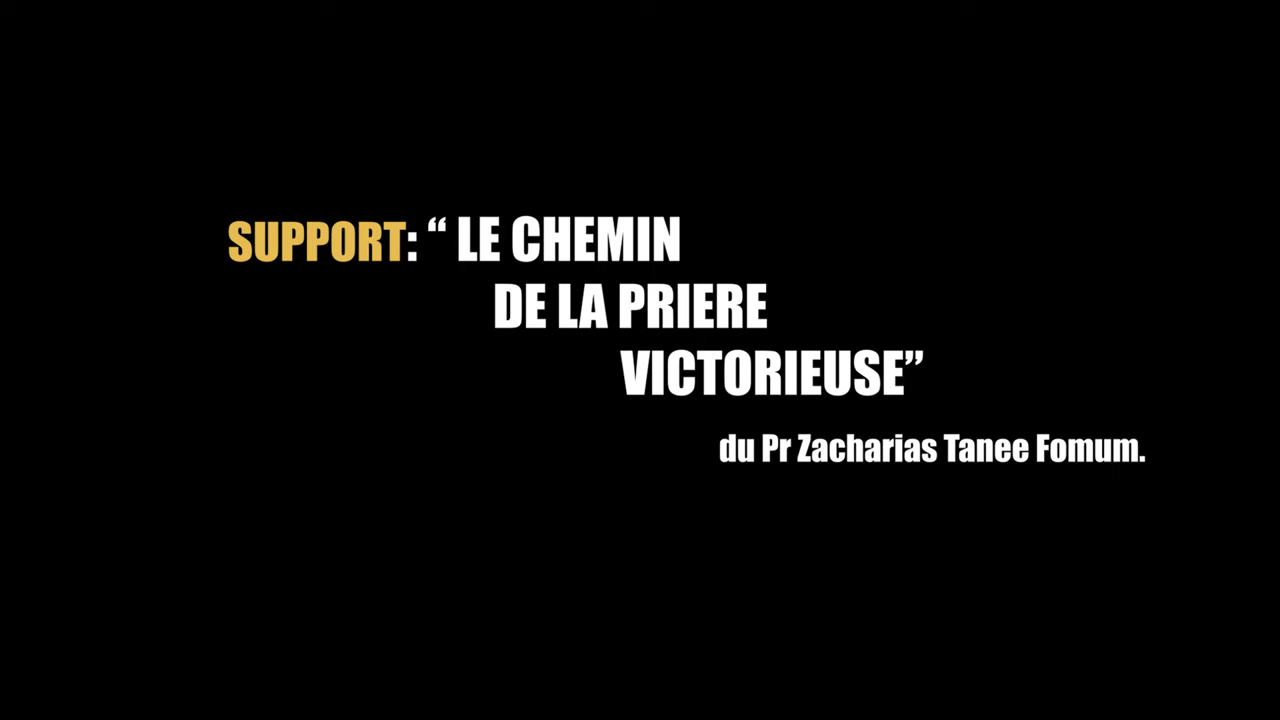 SUPPORT: “ LE CHEMIN
DE LA PRIERE
VICTORIEUSE”
du Pr Zacharias Tanee Fomum.